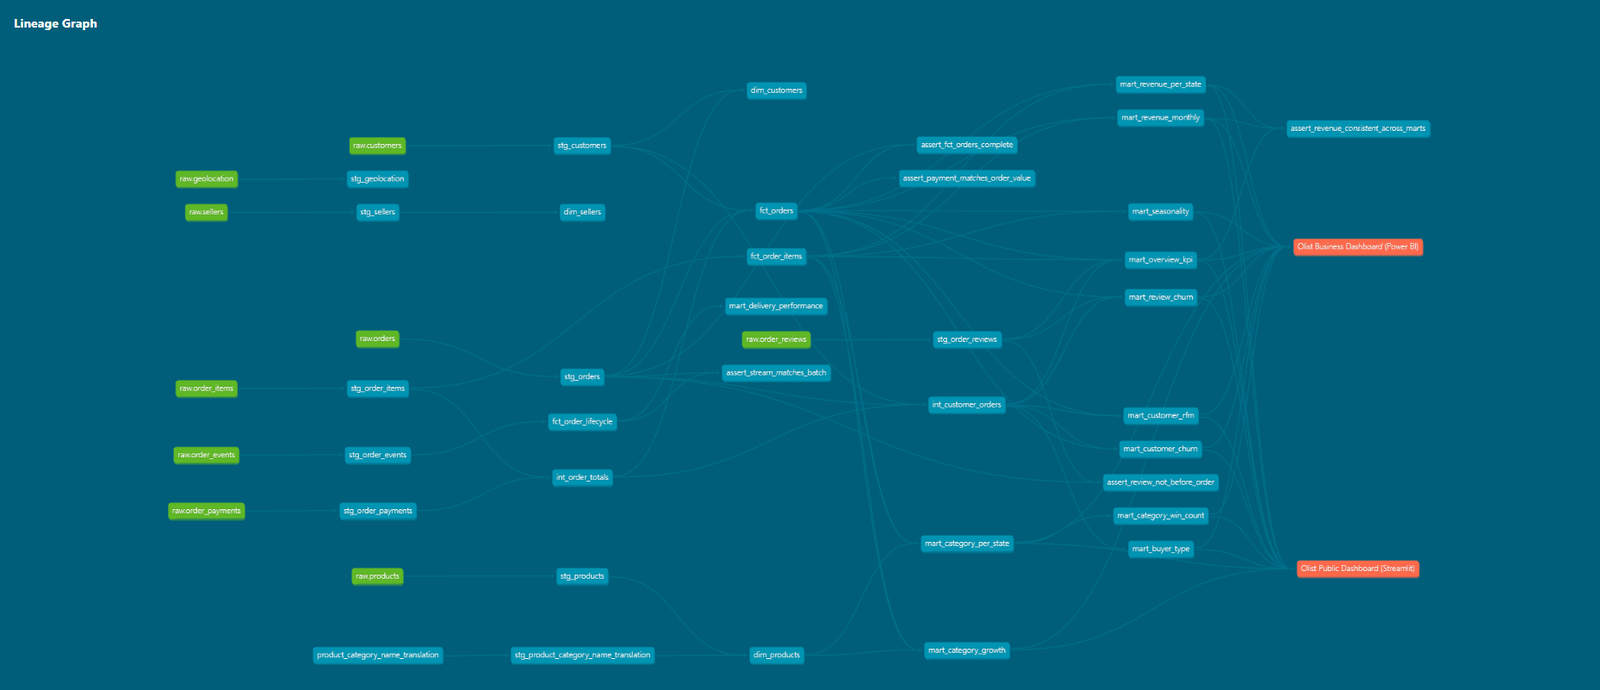 Lineage Graph
mart_revenue_per_state
dim_customers
mart_revenue_monthly
assert_revenue_consistent_across_marts
raw.customers
stg_customers
assert_fct_orders_complete
raw.geolocation
stg_geolocation
assert_payment_matches_order_value
raw.sellers
stg_sellers
dim_sellers
fct_orders
mart_seasonality
Olist Business Dashboard (Power BI)
fct_order_items
mart_overview_kpi
mart_review_churn
mart_delivery_performance
raw.orders
raw.order_reviews
stg_order_reviews
stg_orders
assert_stream_matches_batch
raw.order_items
stg_order_items
int_customer_orders
mart_customer_rfm
fct_order_lifecycle
mart_customer_churn
raw.order_events
stg_order_events
int_order_totals
assert_review_not_before_order
raw.order_payments
stg_order_payments
mart_category_win_count
mart_category_per_state
mart_buyer_type
Olist Public Dashboard (Streamlit)
raw.products
stg_products
product_category_name_translation
stg_product_category_name_translation
dim_products
mart_category_growth